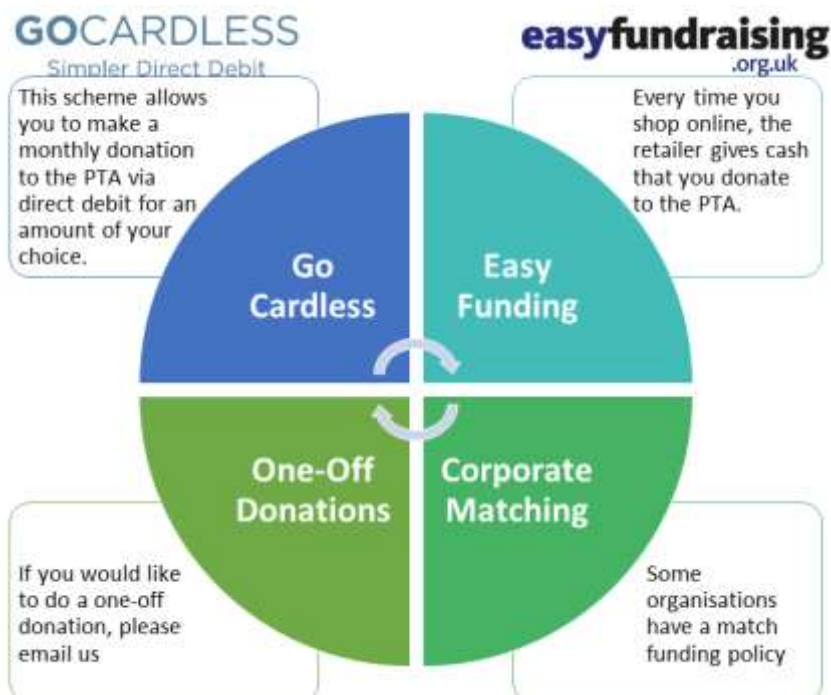 GOCARDLESS
Simpler Direct Debit
easyfundraising
.org.uk
This scheme allows
you to make a
monthly donation
to the PTA via
direct debit for an
amount of your
choice.
Every time you
shop online, the
retailer gives cash
that you donate
to the PTA.
Go
Cardless
Easy
Funding
One-Off
Donations
Corporate
Matching
If you would like
to do a one-off
donation, please
email us
Some
organisations
have a match
funding policy